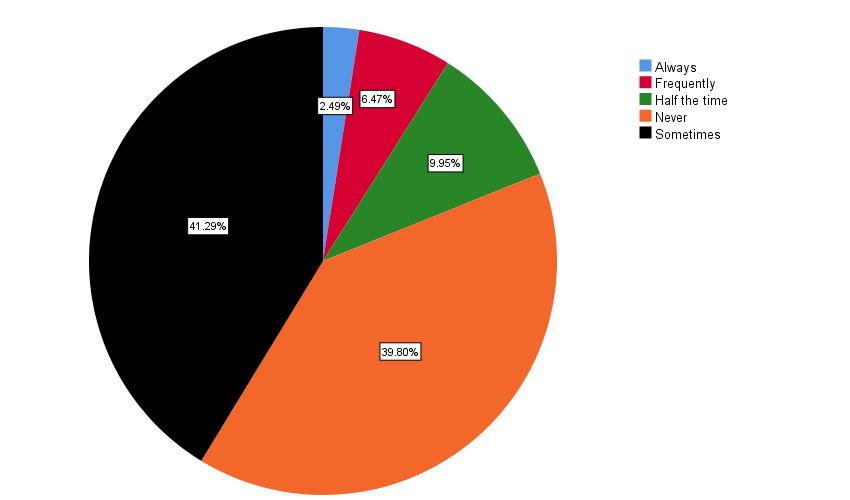 2.49%
6.47%
9.95%
41.29%
39.80%
Always
Frequently
Half the time
Never
Sometimes